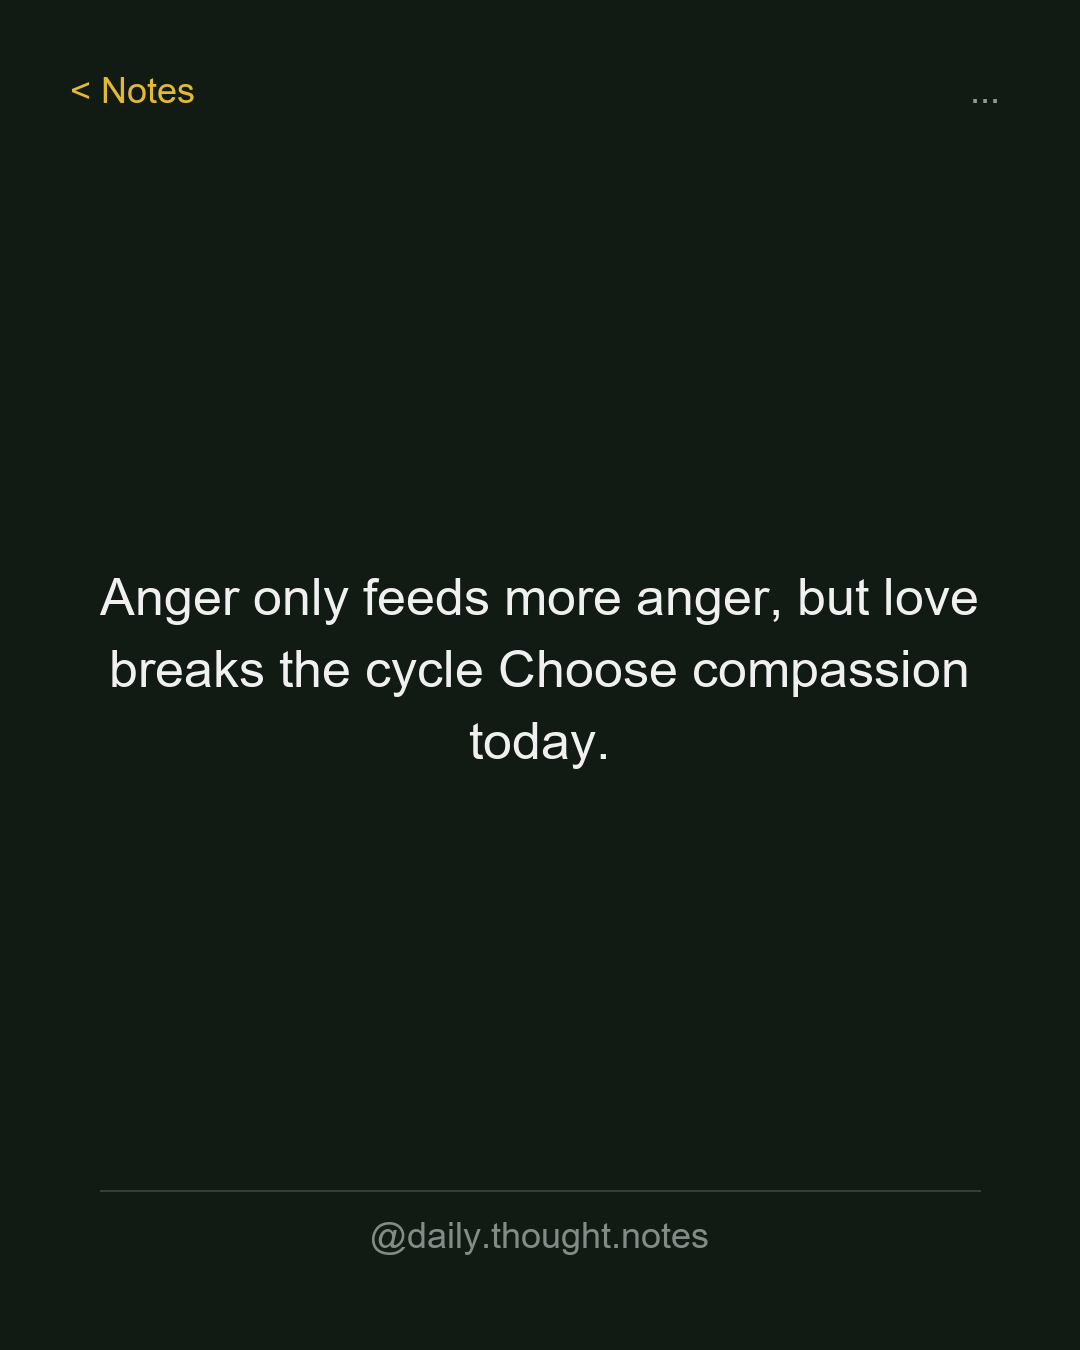 < Notes
...
Anger only feeds more anger, but love
breaks the cycle Choose compassion
today.
@daily.thought.notes